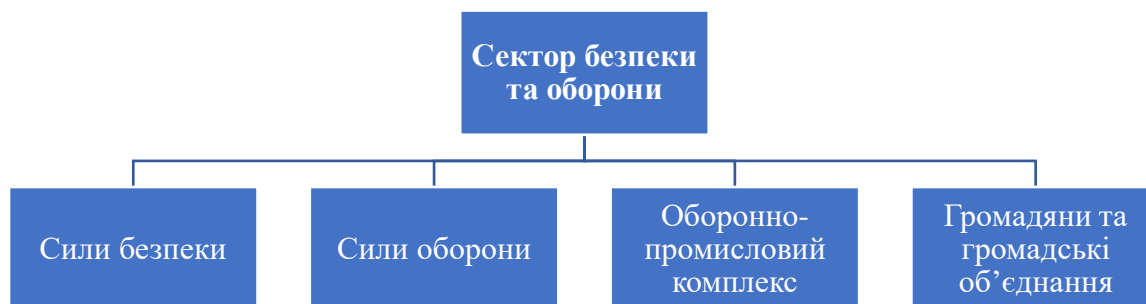 Сектор безпеки
та оборони
Сили безпеки
Сили оборони
Оборонно-
промисловий
комплекс
Громадяни та
громадські
об’єднання